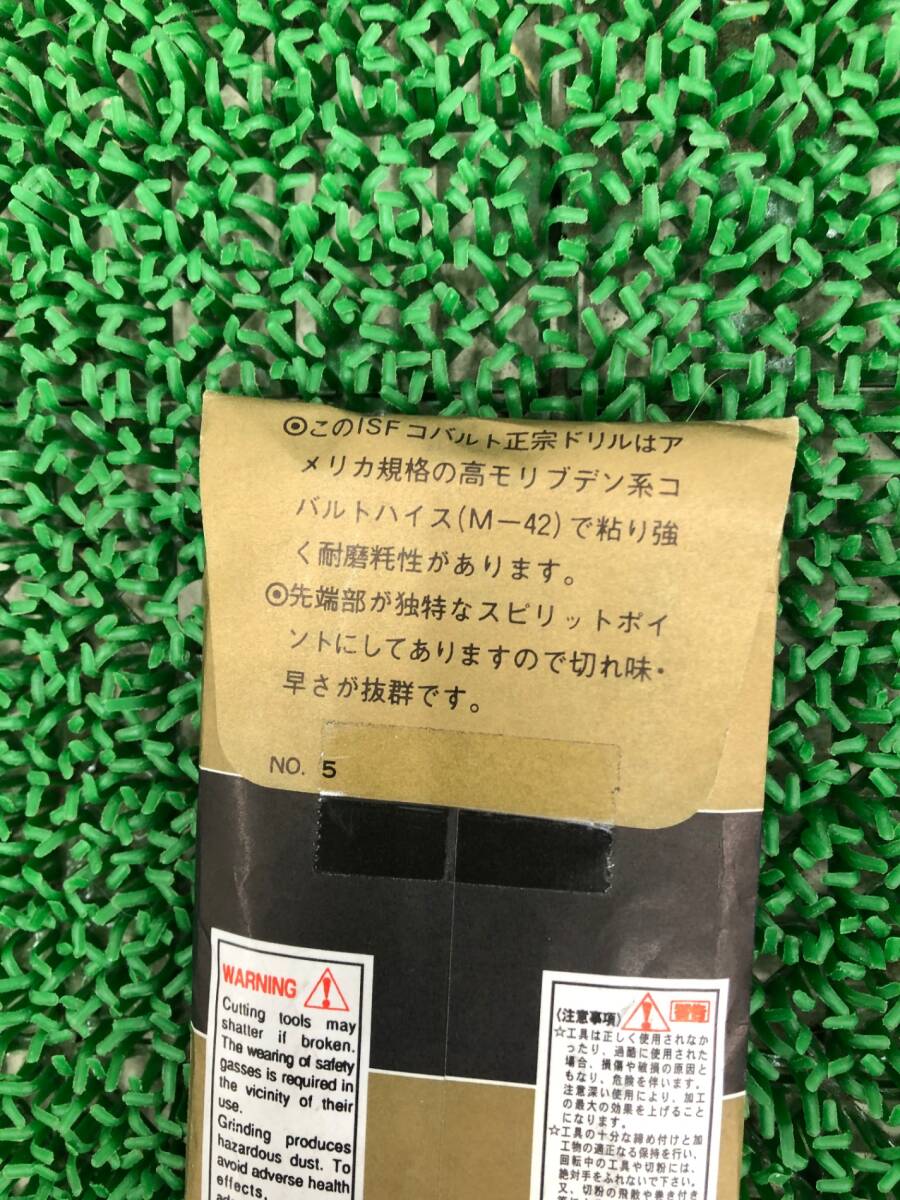 ◉このISFコバルト正宗ドリルはア
メリカ規格の高モリブデン系コ
バルトハイス(M-42)で粘り強
く耐磨耗性があります。
◉先端部が独特なスピリットポイ
ントにしてありますので切れ味・
早さが抜群です。
NO. 5
WARNING
Cutting tools may
shatter if broken.
The wearing of safety
gasses is required in
the vicinity of their
use.
Grinding produces
hazardous dust. To
avoid adverse health
effects,
〈注意事項〉 警告
☆工具は正しく使用されなか
ったり、過酷に使用された
場合、損傷や破損の原因と
もなり、危険を伴います。
注意深い使用により、加工
の最大の効果を上げること
になります。
☆工具の十分な締め付けと加
工物の適正なる保持を行い、
回転中の工具や切粉には、
絶対手をふれないで下さい。
又、切粉の飛散や巻き付き